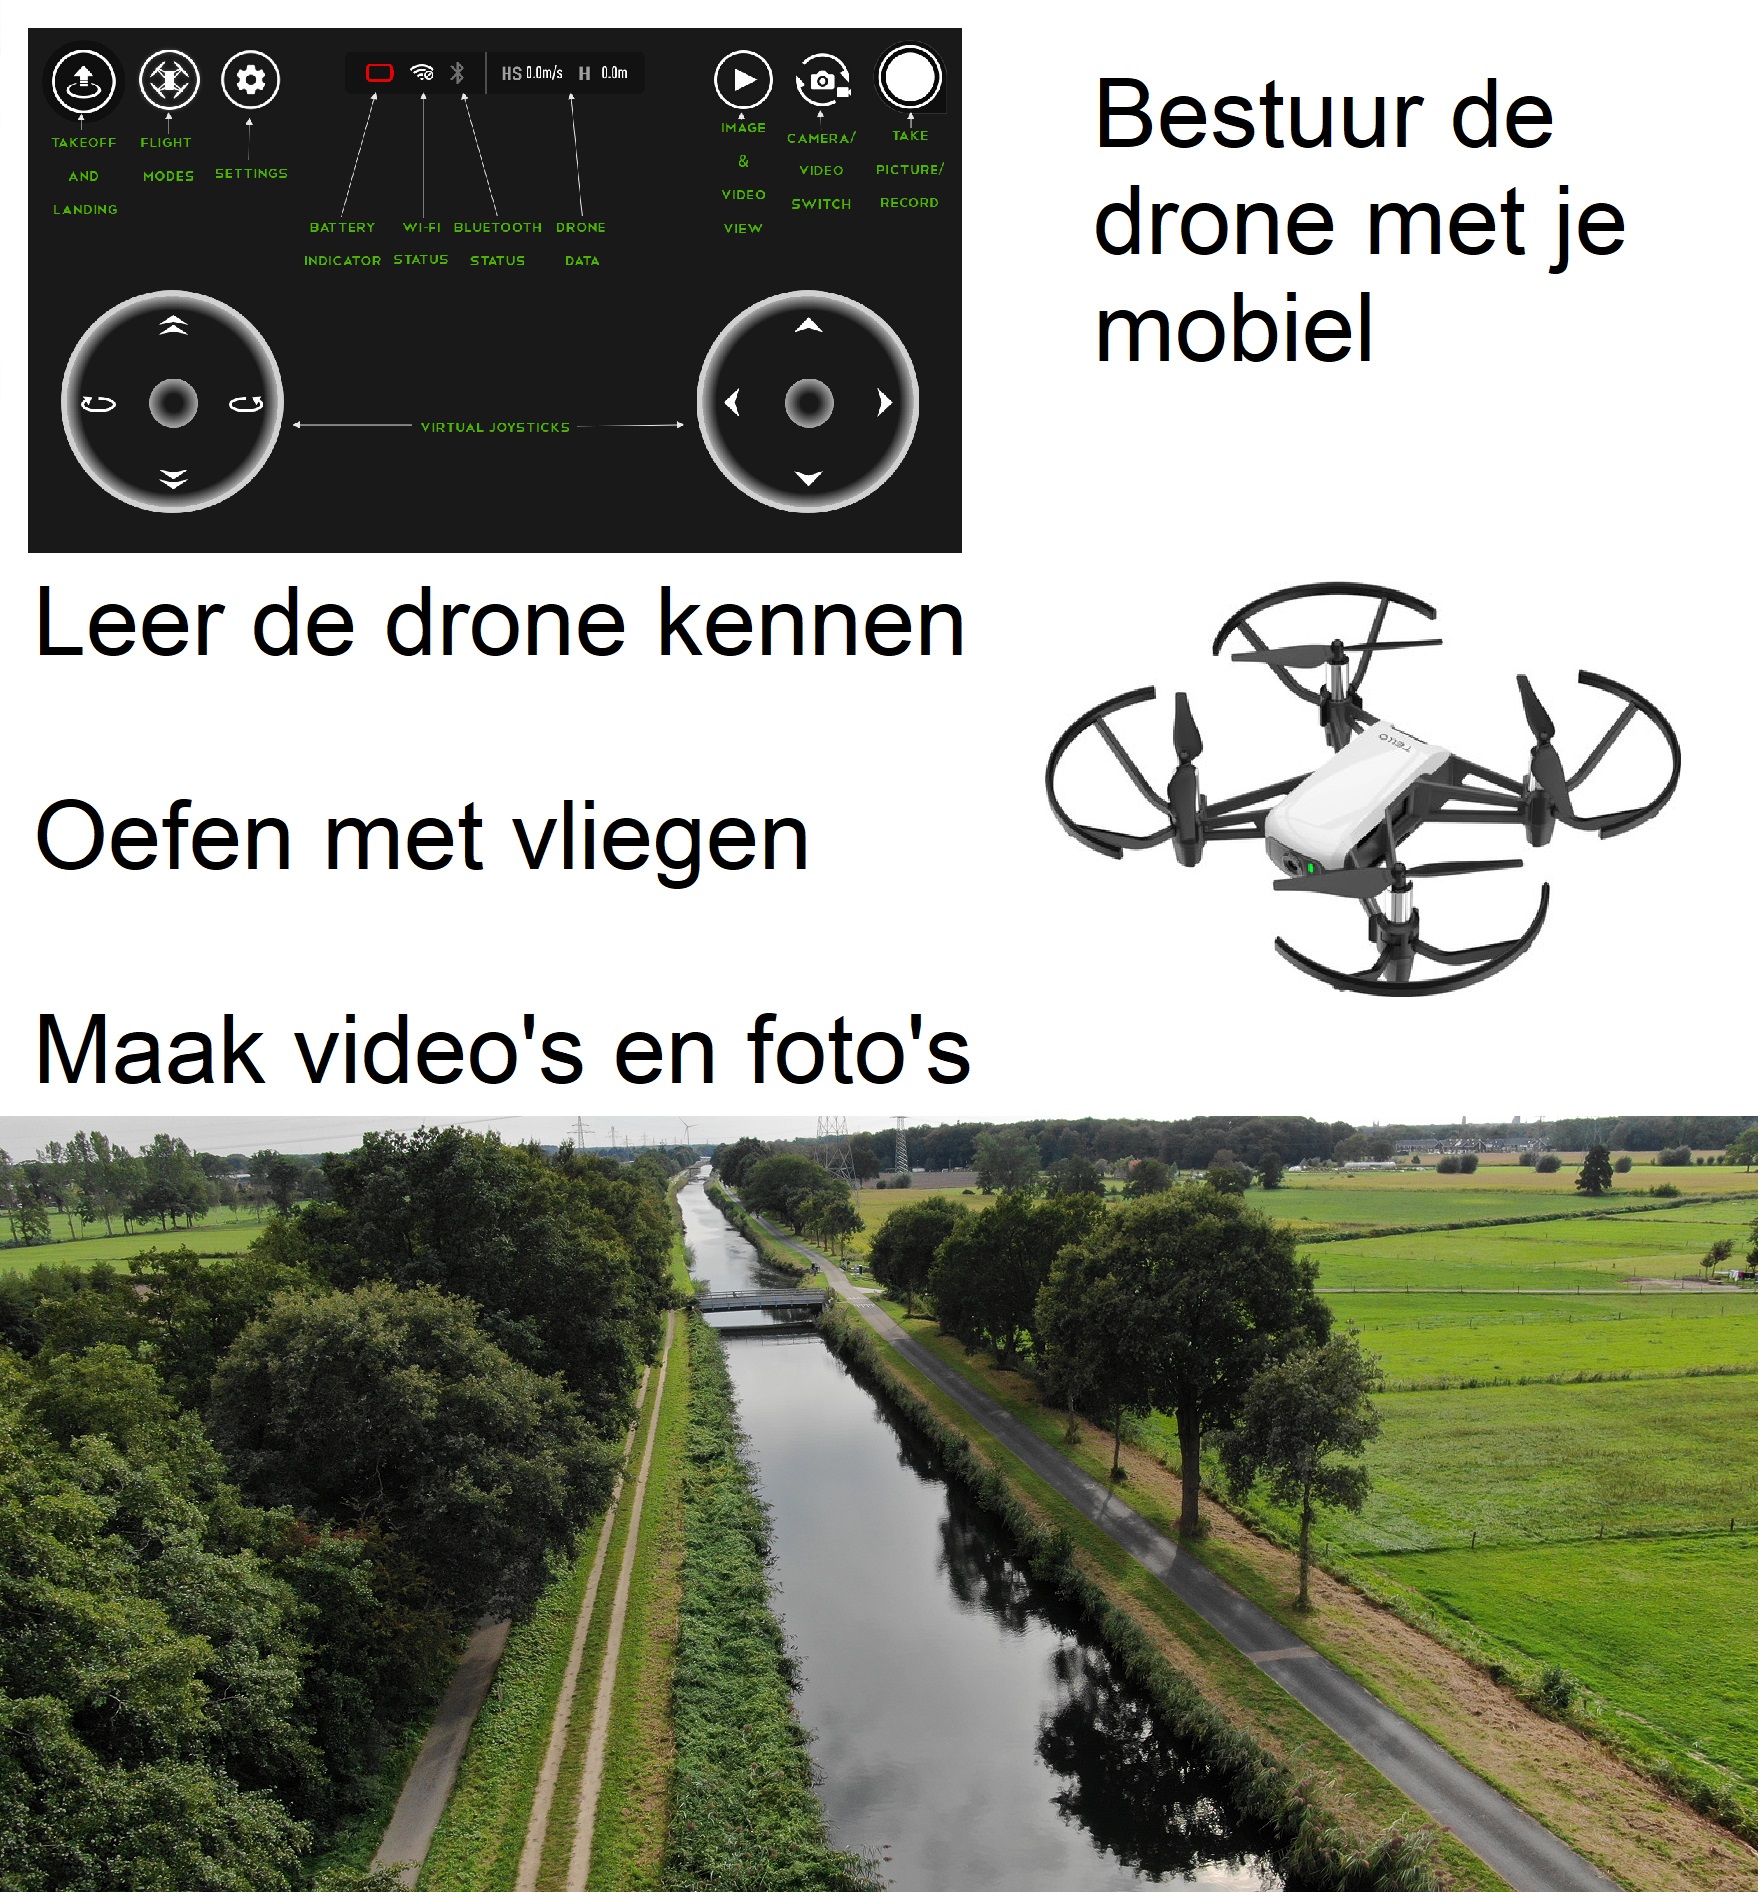 HS 0.0m/s H 0.0m
TAKEOFF
AND
LANDING
FLIGHT
MODES
SETTINGS
BATTERY
INDICATOR
WI-FI
STATUS
BLUETOOTH
STATUS
DRONE
DATA
IMAGE
&
VIDEO
VIEW
CAMERA/
VIDEO
SWITCH
TAKE
PICTURE/
RECORD
VIRTUAL JOYSTICKS
Bestuur de
drone met je
mobiel
Leer de drone kennen
TELLO
Oefen met vliegen
Maak video's en foto's